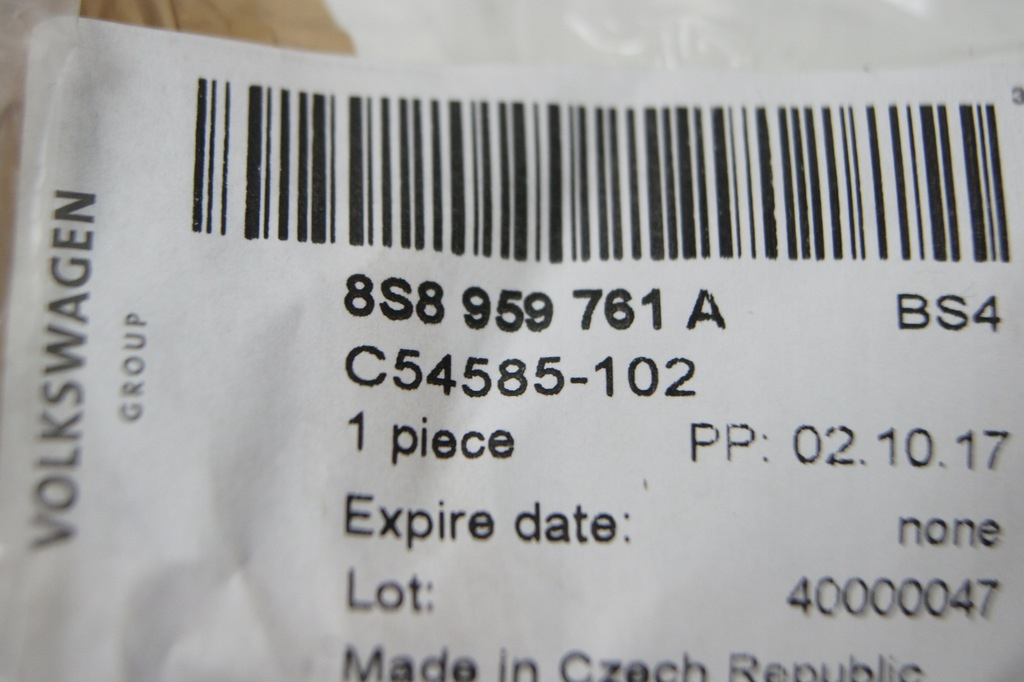 VOLKSWAGEN
GROUP
3
8S8 959 761 A BS4
C54585-102
1 piece PP: 02.10.17
Expire date: none
Lot: 40000047
Made in Czech Republic